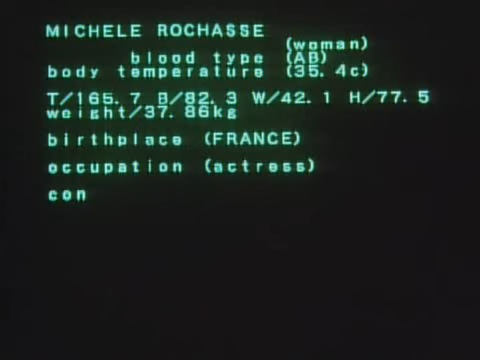 MICHELE ROCHASSE
(woman)
blood type (AB)
body temperature (35.4c)
T/165.7 B/82.3 W/42.1 H/77.5
weight/37.86kg
birthplace (FRANCE)
occupation (actress)
con